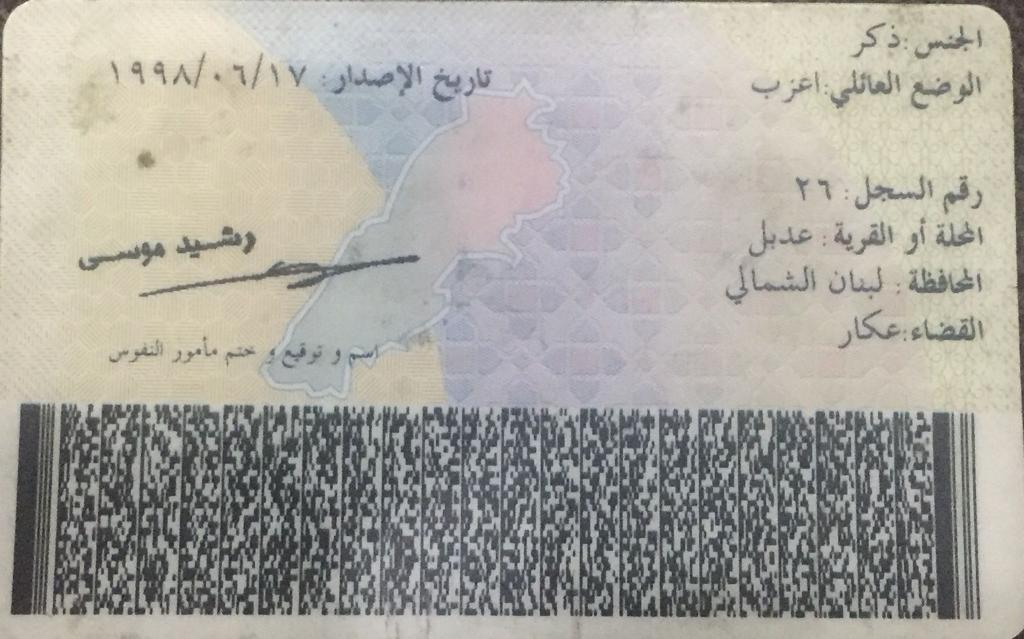 الجنس:ذكر
الوضع العائلي:اعزب
تاريخ الإصدار: ١٩٩٨/٠٦/١٧
رقم السجل: ٢٦
المحلة أو القرية: عدبل
المحافظة: لبنان الشمالي
القضاء:عكار
رشيد موسى
اسم و توقيع و ختم مأمور النفوس